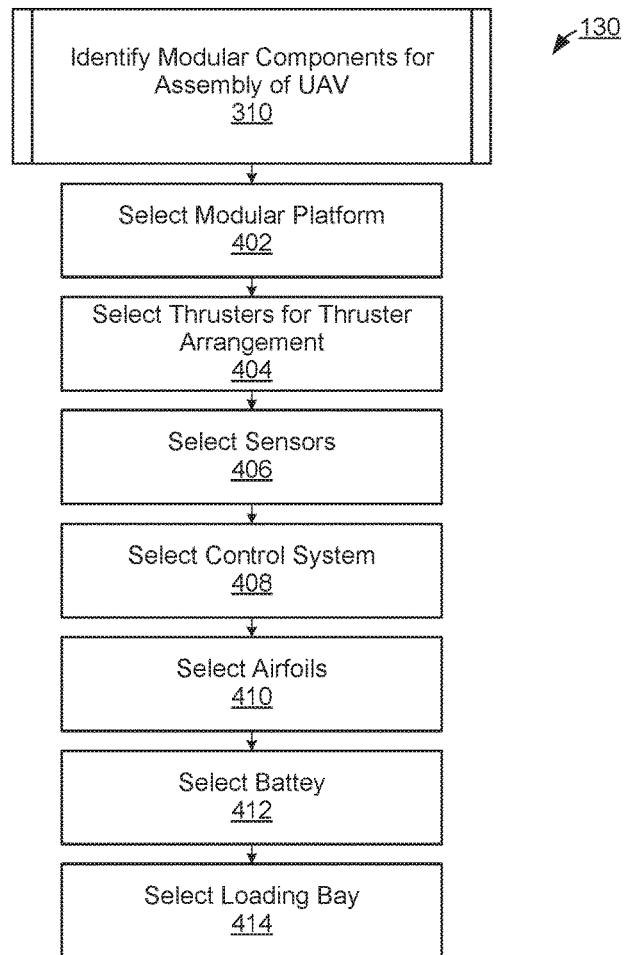 130
Identify Modular Components for
Assembly of UAV
310
Select Modular Platform
402
Select Thrusters for Thruster
Arrangement
404
Select Sensors
406
Select Control System
408
Select Airfoils
410
Select Battey
412
Select Loading Bay
414